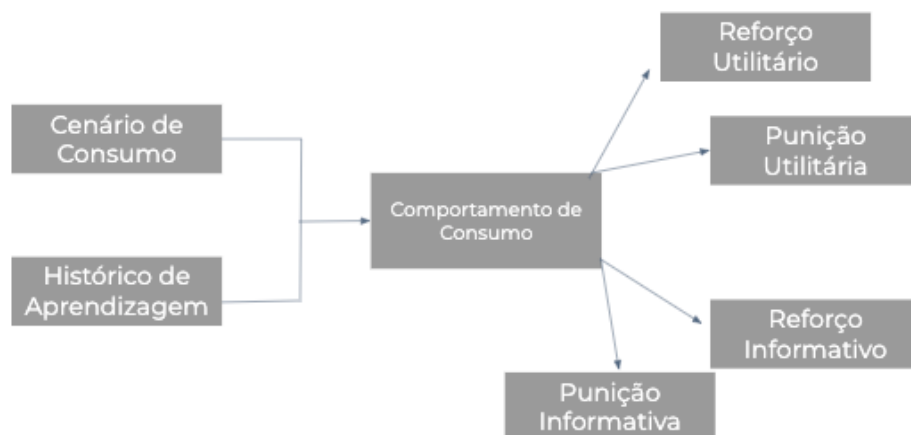 Reforço
Utilitário
Cenário de
Consumo
Punição
Utilitária
Comportamento de
Consumo
Histórico de
Aprendizagem
Reforço
Informativo
Punição
Informativa